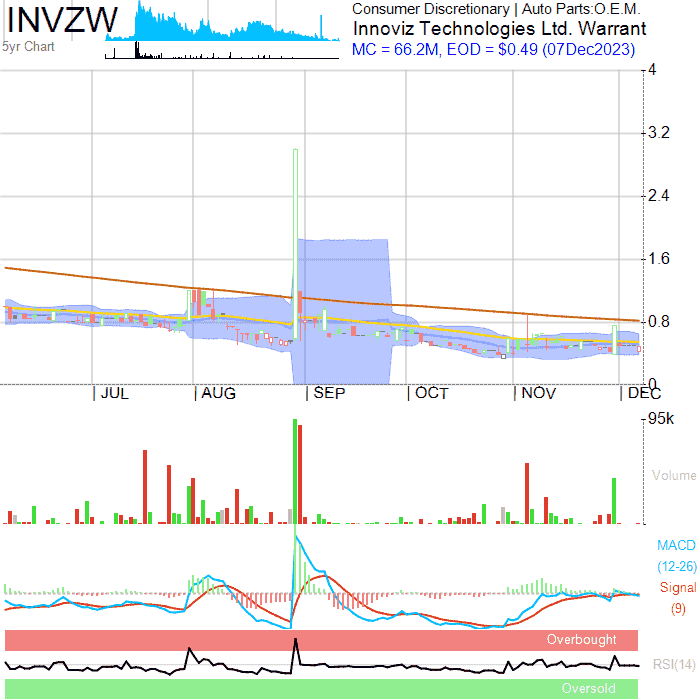 INVZW
5yr Chart
Consumer Discretionary | Auto Parts:O.E.M.
Innoviz Technologies Ltd. Warrant
MC = 66.2M, EOD = $0.49 (07Dec2023)
4
3.2
2.4
1.6
0.8
0
| JUL | AUG | SEP | OCT | NOV | DEC
95k
Volume
MACD
(12-26)
Signal
(9)
Overbought
RSI(14)
Oversold